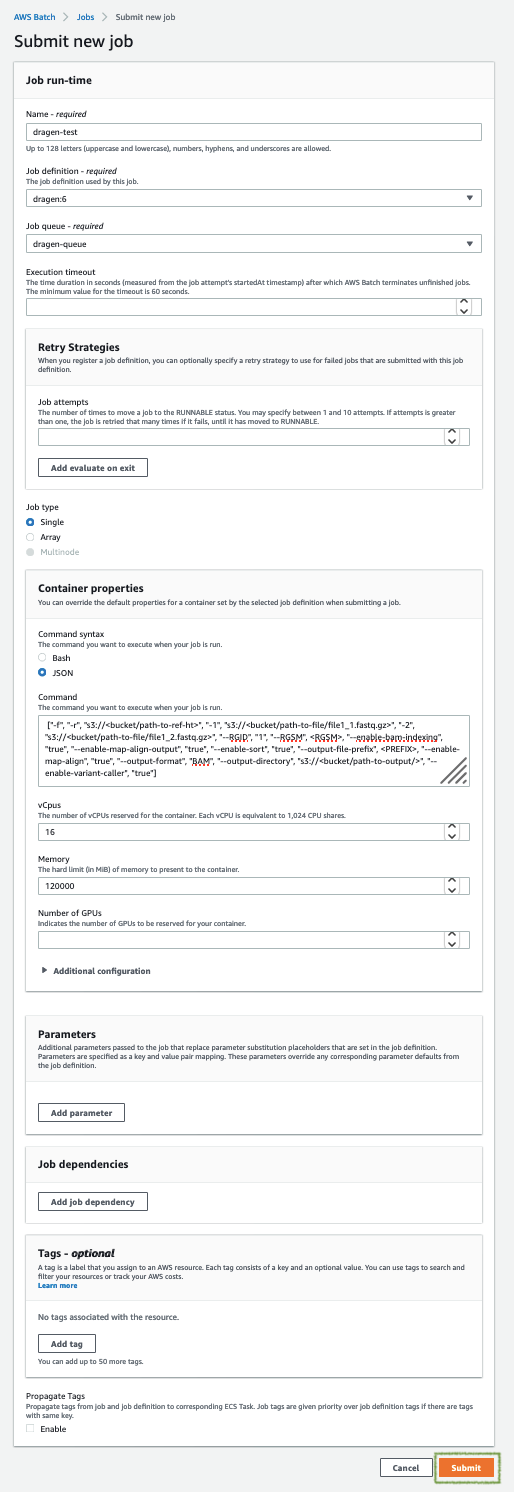 AWS Batch > Jobs > Submit new job
Submit new job
Job run-time
Name - required
dragen-test
Up to 128 letters (uppercase and lowercase), numbers, hyphens, and underscores are allowed.
Job definition - required
The job definition used by this job.
dragen:6
Job queue - required
dragen-queue
Execution timeout
The time duration in seconds (measured from the job attempt's startedAt timestamp) after which AWS Batch terminates unfinished jobs.
The minimum value for the timeout is 60 seconds.
Retry Strategies
When you register a job definition, you can optionally specify a retry strategy to use for failed jobs that are submitted with this job
definition.
Job attempts
The number of times to move a job to the RUNNABLE status. You may specify between 1 and 10 attempts. If attempts is greater
than one, the job is retried that many times if it fails, until it has moved to RUNNABLE.
Add evaluate on exit
Job type
Single
Array
Multinode
Container properties
You can override the default properties for a container set by the selected job definition when submitting a job.
Command syntax
The command you want to execute when your job is run.
Bash
JSON
Command
The command you want to execute when your job is run.
["-f", "-r", "s3://<bucket/path-to-ref-ht>", "-1", "s3://<bucket/path-to-file/file1_1.fastq.gz>", "-2",
"s3://<bucket/path-to-file/file1_2.fastq.gz>", "--RGID", "1", "--RGSM", <RGSM>, "--enable-bam-indexing",
"true", "--enable-map-align-output", "true", "--enable-sort", "true", "--output-file-prefix", <PREFIX>, "--enable-
map-align", "true", "--output-format", "BAM", "--output-directory", "s3://<bucket/path-to-output/>", "--
enable-variant-caller", "true"]
vCpus
The number of vCPUs reserved for the container. Each vCPU is equivalent to 1,024 CPU shares.
16
Memory
The hard limit (in MiB) of memory to present to the container.
120000
Number of GPUs
Indicates the number of GPUs to be reserved for your container.
Additional configuration
Parameters
Additional parameters passed to the job that replace parameter substitution placeholders that are set in the job definition.
Parameters are specified as a key and value pair mapping. These parameters override any corresponding parameter defaults from
the job definition.
Add parameter
Job dependencies
Add job dependency
Tags - optional
A tag is a label that you assign to an AWS resource. Each tag consists of a key and an optional value. You can use tags to search and
filter your resources or track your AWS costs.
Learn more
No tags associated with the resource.
Add tag
You can add up to 50 more tags.
Propagate Tags
Propagate tags from job and job definition to corresponding ECS Task. Job tags are given priority over job definition tags if there are tags
with same key.
Enable
Cancel Submit